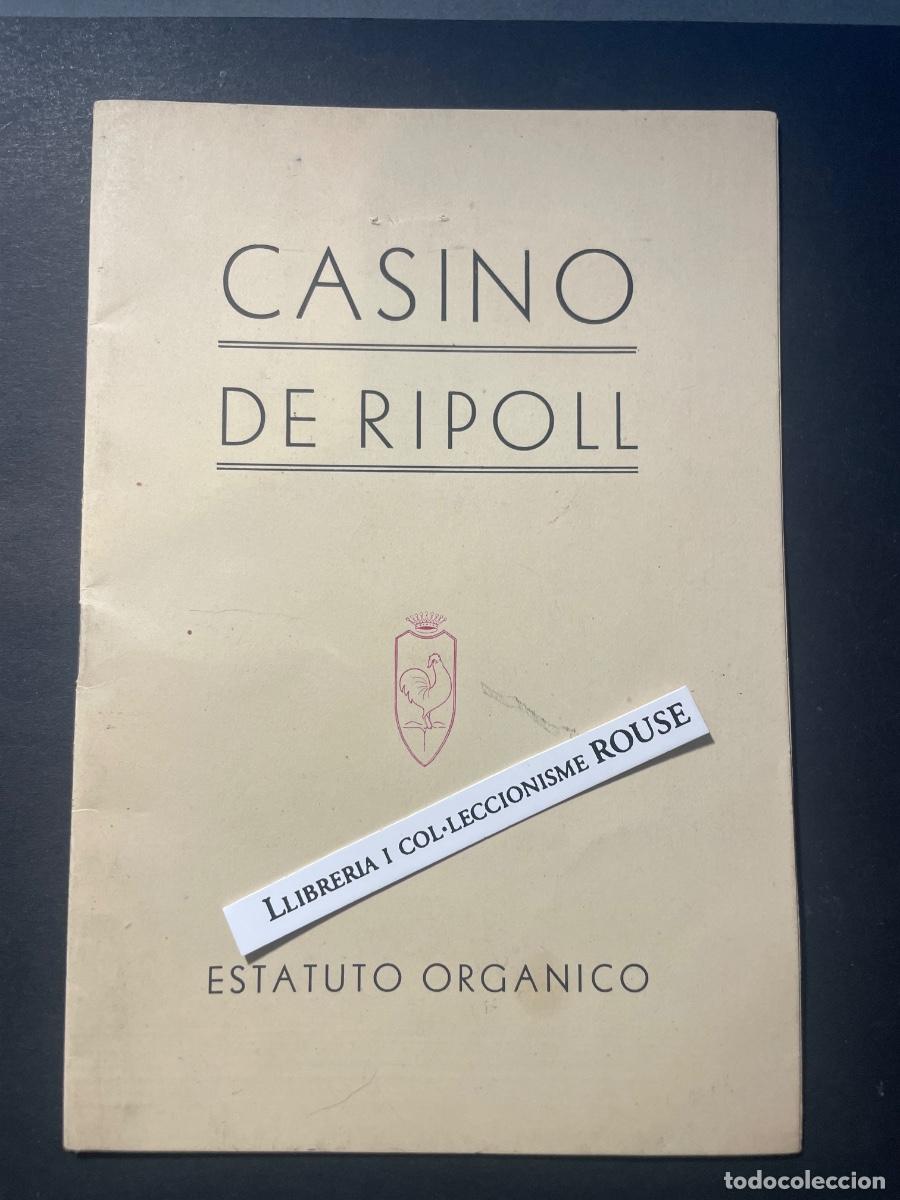 CASINO
DE RIPOLL
LLIBRERIA I COL·LECCIONISME ROUSE
ESTATUTO ORGANICO
todocoleccion